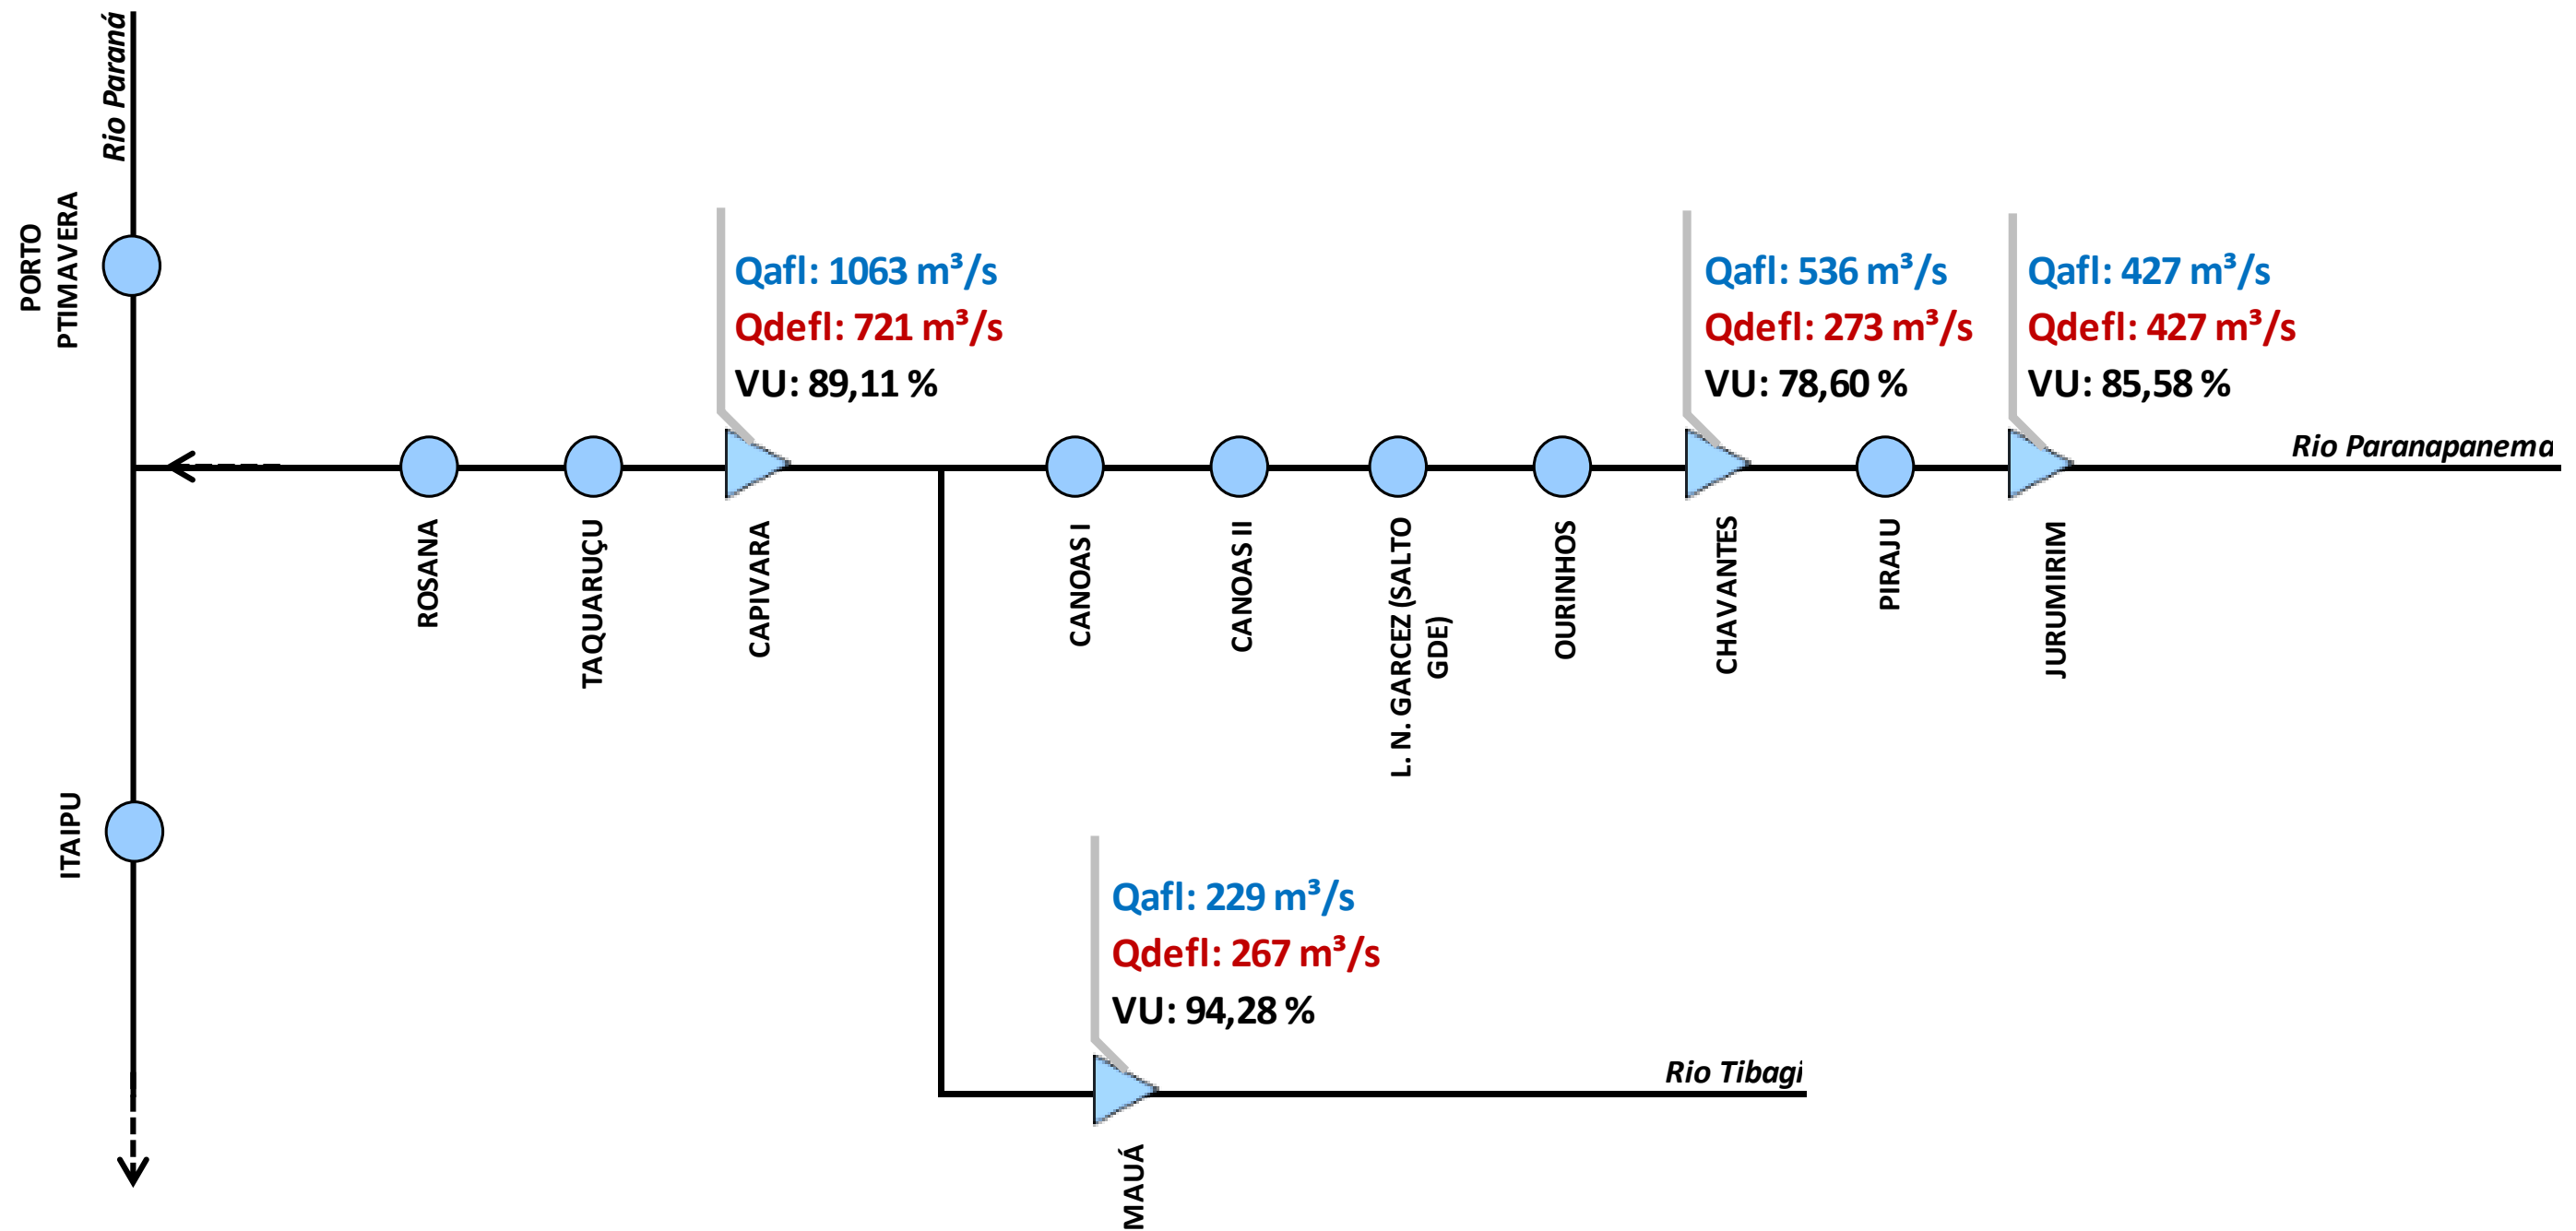 Rio Paraná
PORTO
PTIMAVERA
Qafl: 1063 m³/s
Qdefl: 721 m³/s
VU: 89,11 %
Qafl: 536 m³/s
Qdefl: 273 m³/s
VU: 78,60 %
Qafl: 427 m³/s
Qdefl: 427 m³/s
VU: 85,58 %
Rio Paranapanema
ROSANA
TAQUARUÇU
CAPIVARA
CANOAS I
CANOAS II
L. N. GARCEZ (SALTO
GDE)
OURINHOS
CHAVANTES
PIRAJU
JURUMIRIM
ITAIPU
Qafl: 229 m³/s
Qdefl: 267 m³/s
VU: 94,28 %
Rio Tibagi
MAUÁ